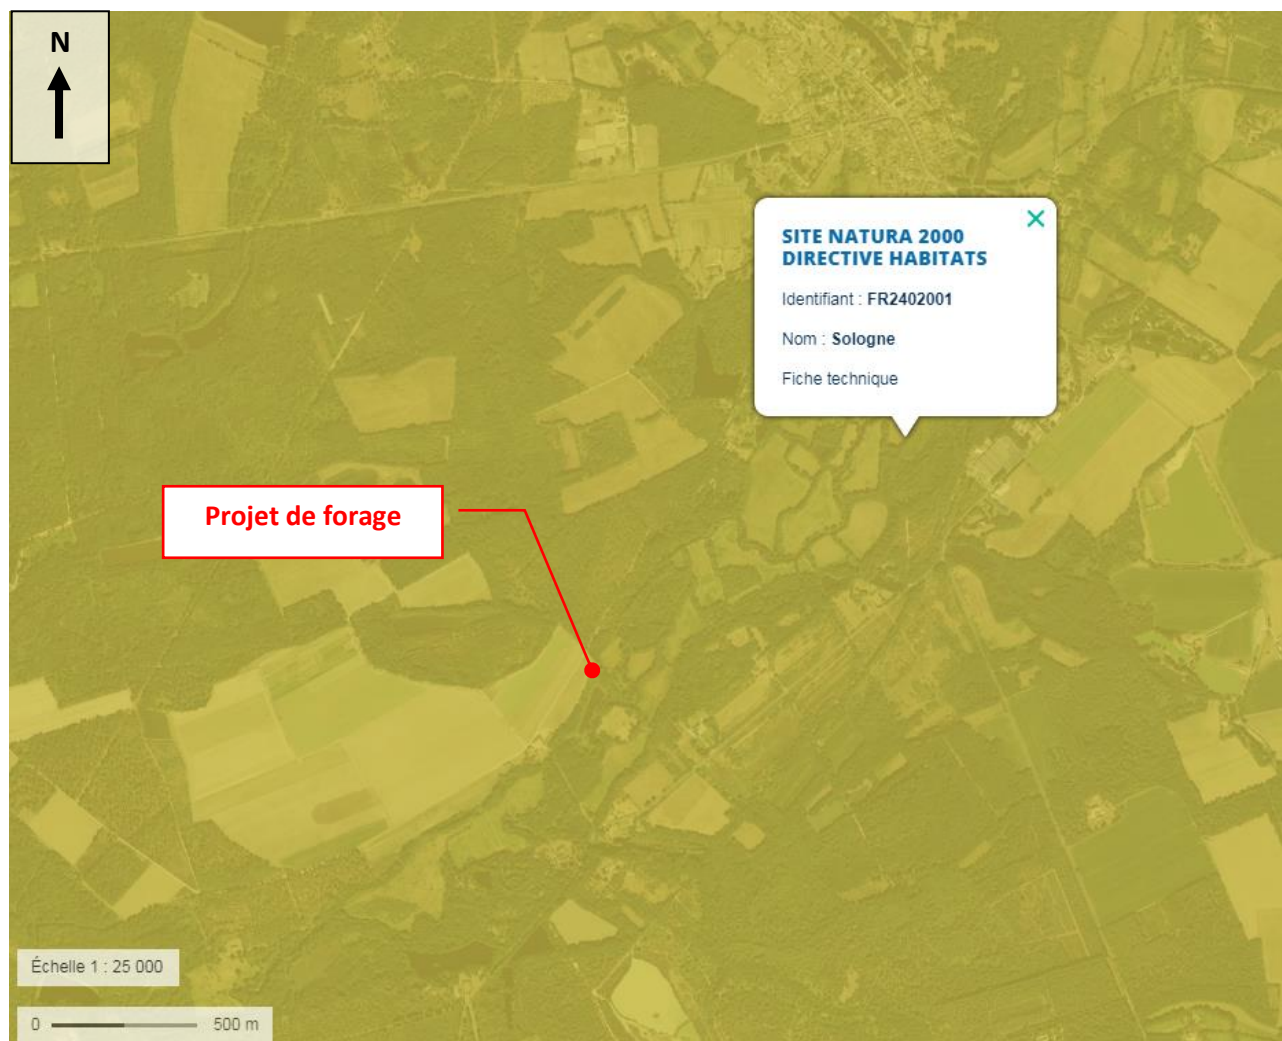 N
SITE NATURA 2000
DIRECTIVE HABITATS
Identifiant : FR2402001
Nom : Sologne
Fiche technique
Projet de forage
Échelle 1 : 25 000
0 500 m